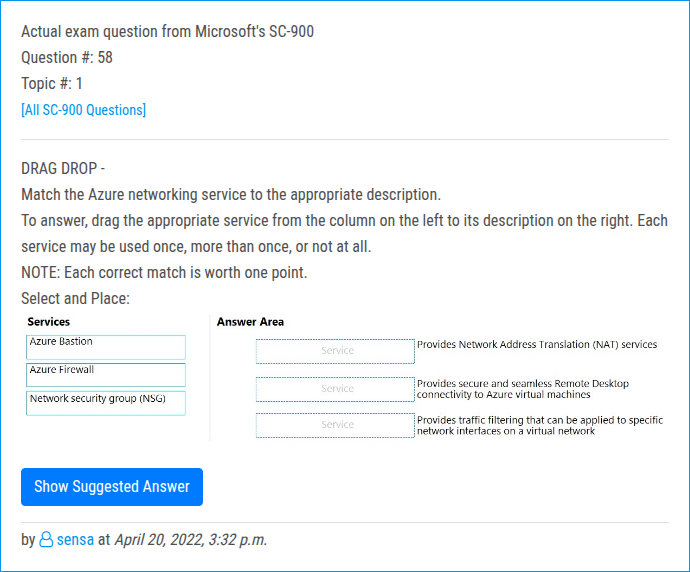 Actual exam question from Microsoft's SC-900
Question #: 58
Topic #: 1
[All SC-900 Questions]
DRAG DROP -
Match the Azure networking service to the appropriate description.
To answer, drag the appropriate service from the column on the left to its description on the right. Each
service may be used once, more than once, or not at all.
NOTE: Each correct match is worth one point.
Select and Place:
Services
Azure Bastion
Azure Firewall
Network security group (NSG)
Answer Area
Service
Provides Network Address Translation (NAT) services
Service
Provides secure and seamless Remote Desktop
connectivity to Azure virtual machines
Service
Provides traffic filtering that can be applied to specific
network interfaces on a virtual network
Show Suggested Answer
by sensa at April 20, 2022, 3:32 p.m.